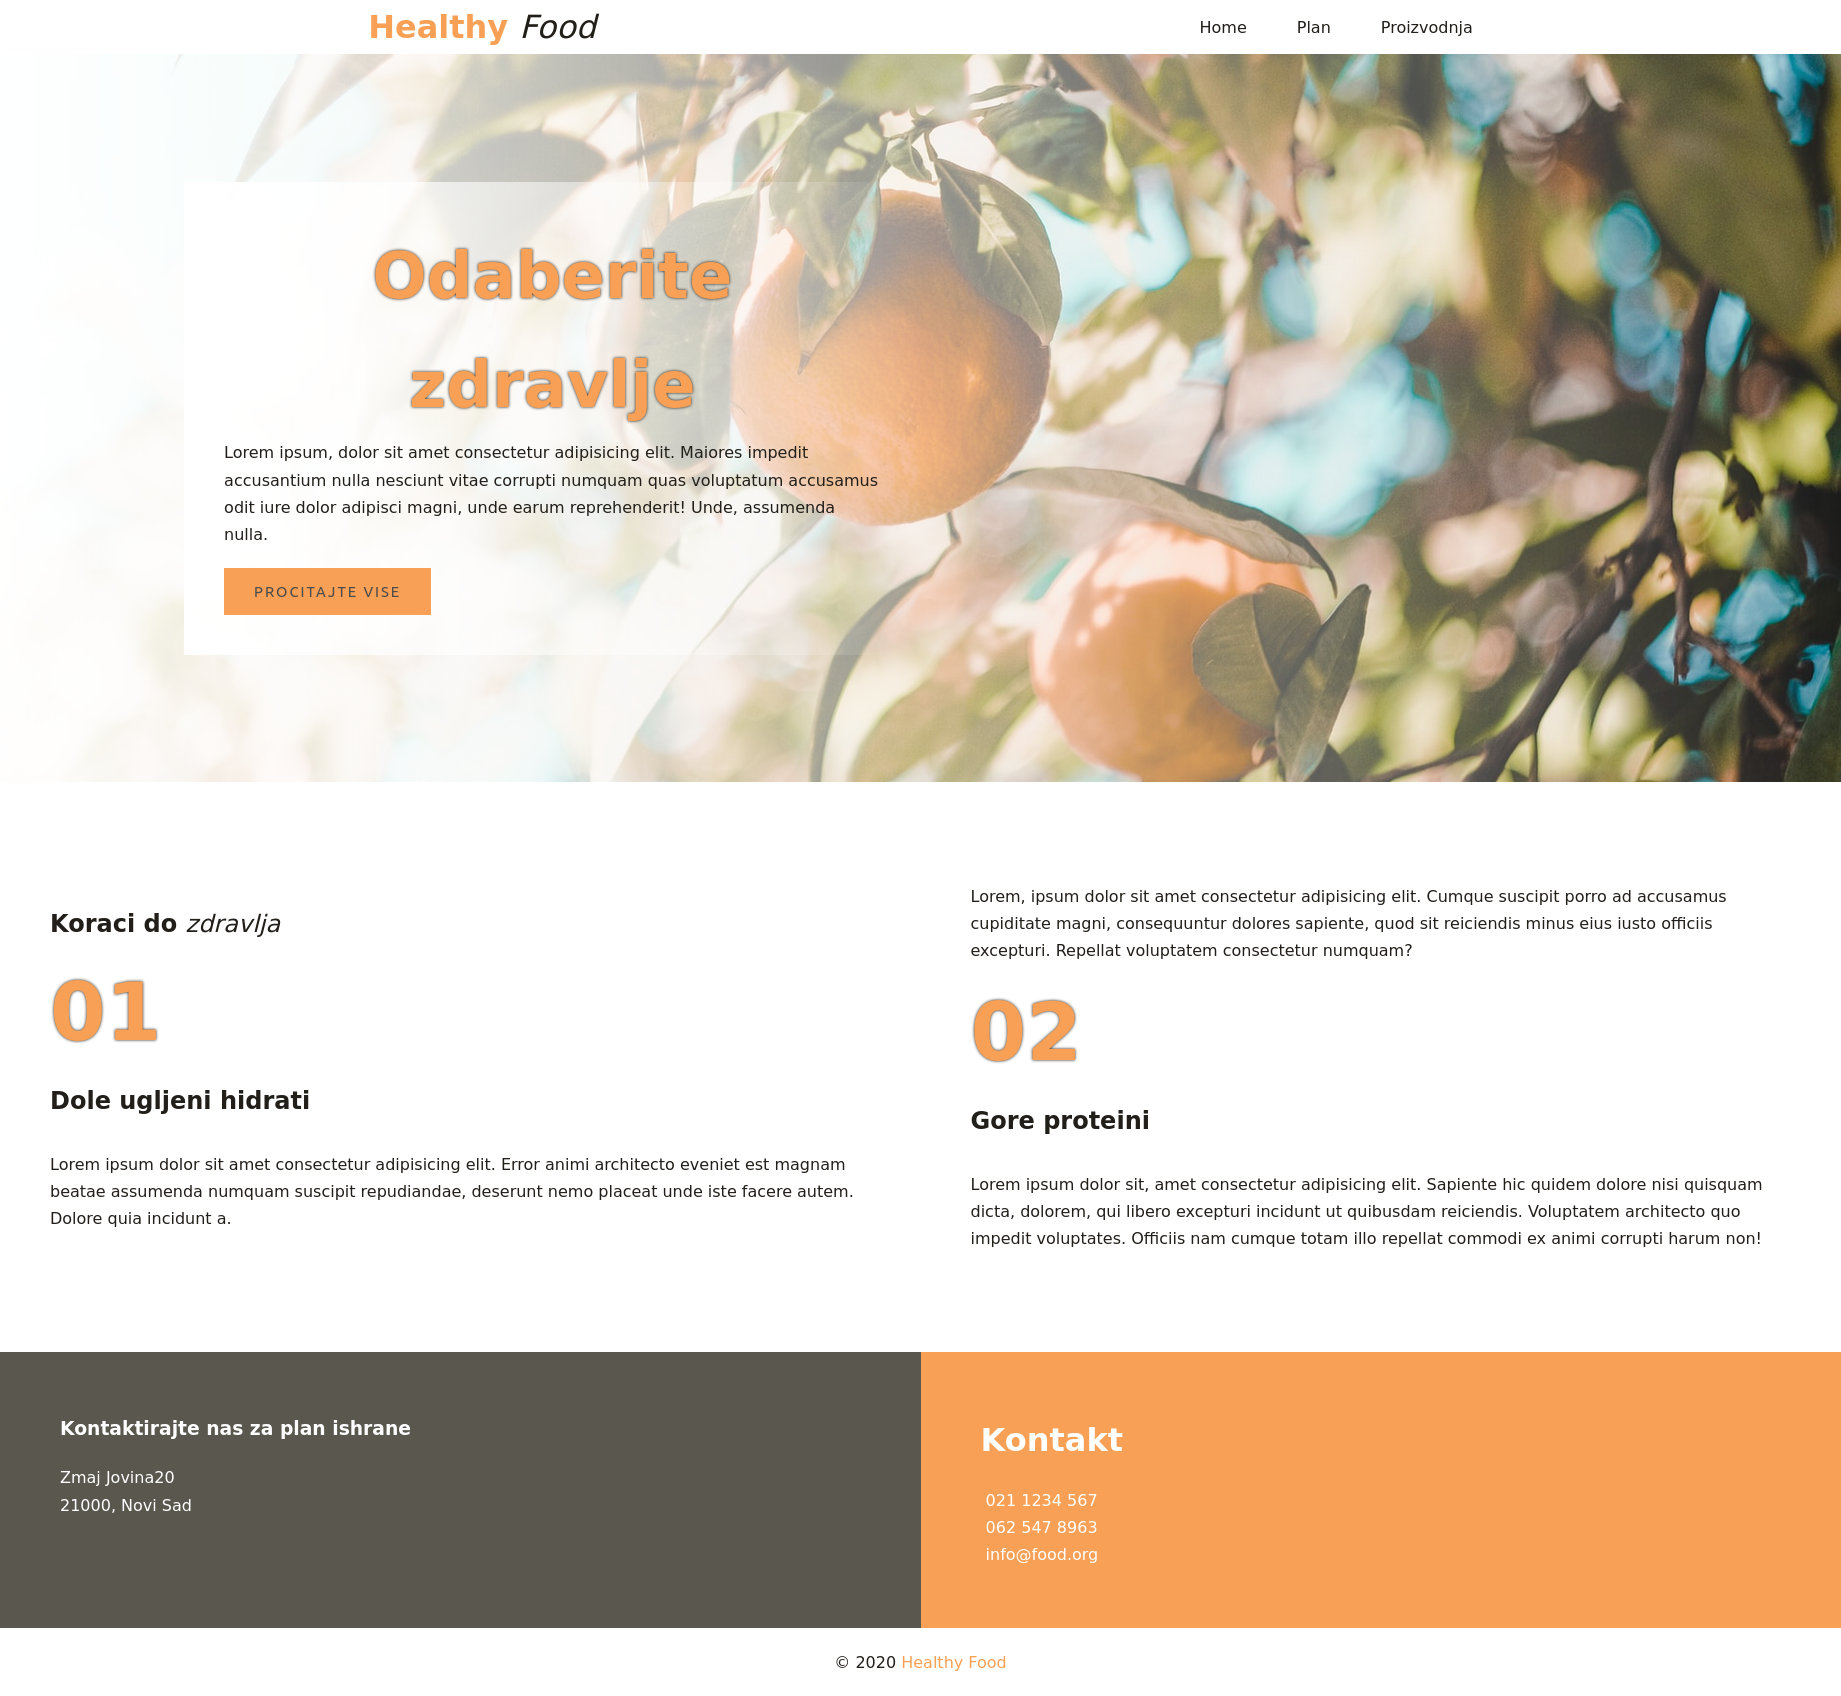 Healthy Food
Home Plan Proizvodnja
Odaberite
zdravlje
Lorem ipsum, dolor sit amet consectetur adipisicing elit. Maiores impedit
accusantium nulla nesciunt vitae corrupti numquam quas voluptatum accusamus
odit iure dolor adipisci magni, unde earum reprehenderit! Unde, assumenda
nulla.
PROCITAJTE VISE
Koraci do zdravlja
01
Dole ugljeni hidrati
Lorem ipsum dolor sit amet consectetur adipisicing elit. Error animi architecto eveniet est magnam
beatae assumenda numquam suscipit repudiandae, deserunt nemo placeat unde iste facere autem.
Dolore quia incidunt a.
Lorem, ipsum dolor sit amet consectetur adipisicing elit. Cumque suscipit porro ad accusamus
cupiditate magni, consequuntur dolores sapiente, quod sit reiciendis minus eius iusto officiis
excepturi. Repellat voluptatem consectetur numquam?
02
Gore proteini
Lorem ipsum dolor sit, amet consectetur adipisicing elit. Sapiente hic quidem dolore nisi quisquam
dicta, dolorem, qui libero excepturi incidunt ut quibusdam reiciendis. Voluptatem architecto quo
impedit voluptates. Officiis nam cumque totam illo repellat commodi ex animi corrupti harum non!
Kontaktirajte nas za plan ishrane
Zmaj Jovina20
21000, Novi Sad
Kontakt
021 1234 567
062 547 8963
info@food.org
© 2020 Healthy Food